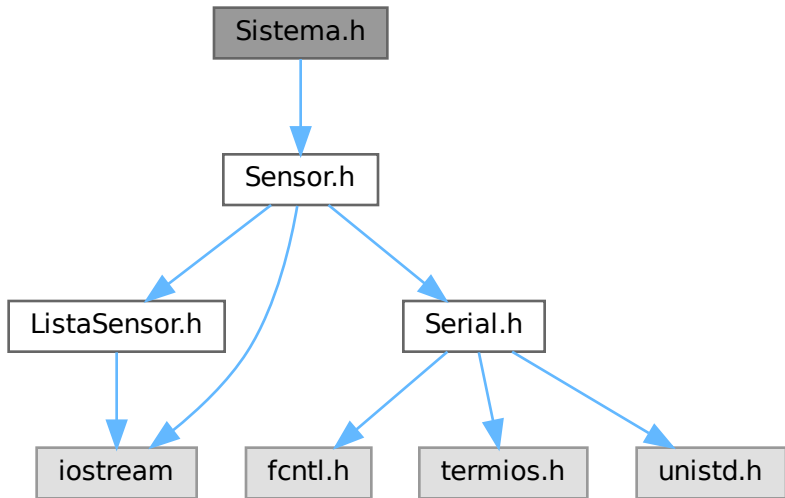 Sistema.h
Sensor.h
ListaSensor.h
Serial.h
iostream
fcntl.h
termios.h
unistd.h